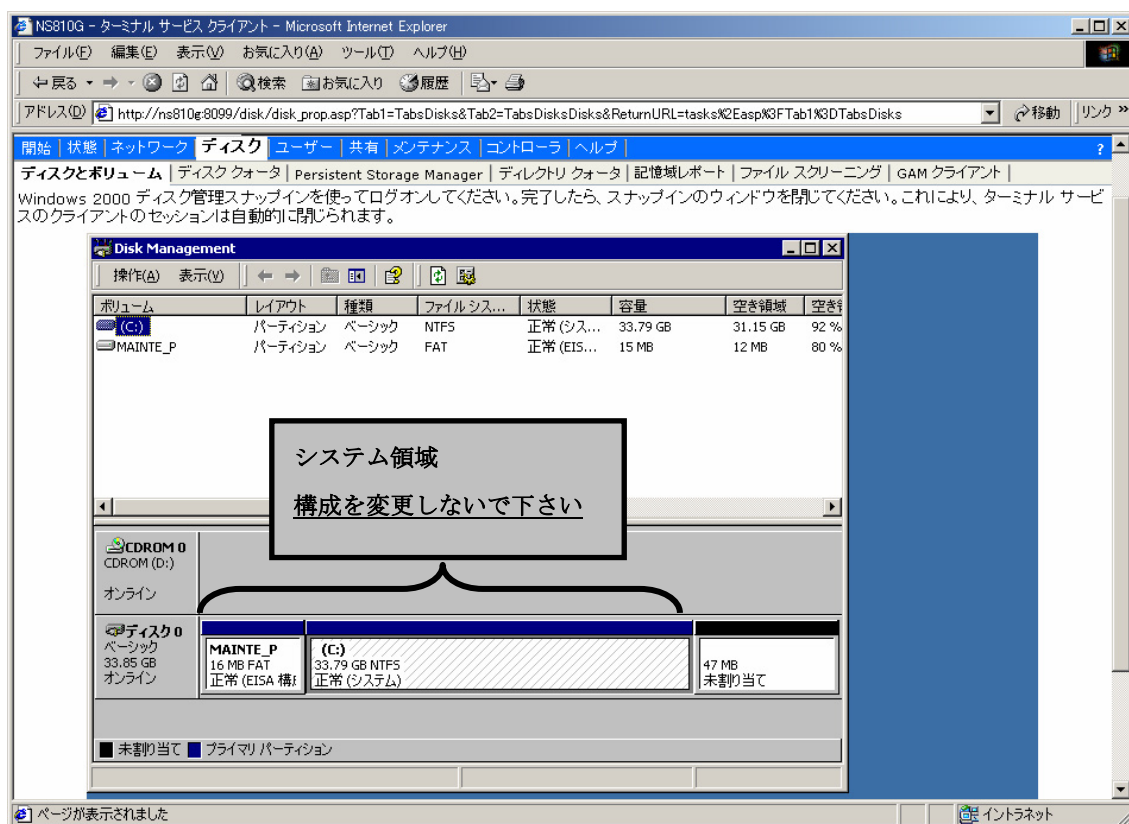 NS810G - ターミナル サービス クライアント - Microsoft Internet Explorer
ファイル(F) 編集(E) 表示(V) お気に入り(A) ツール(T) ヘルプ(H)
戻る 検索 お気に入り 履歴
アドレス(D) http://ns810g:8099/disk/disk_prop.asp?Tab1=TabsDisks&Tab2=TabsDisksDisks&ReturnURL=tasks%2Easp%3FTab1%3DTabsDisks 移動 リンク »
開始 | 状態 | ネットワーク | ディスク | ユーザー | 共有 | メンテナンス | コントローラ | ヘルプ | ?
ディスクとボリューム | ディスク クォータ | Persistent Storage Manager | ディレクトリ クォータ | 記憶域レポート | ファイル スクリーニング | GAM クライアント |
Windows 2000 ディスク管理スナップインを使ってログオンしてください。完了したら、スナップインのウィンドウを閉じてください。これにより、ターミナル サービ
スのクライアントのセッションは自動的に閉じられます。
Disk Management
操作(A) 表示(V)
ボリューム レイアウト 種類 ファイル シス... 状態 容量 空き領域 空き
(C:) パーティション ベーシック NTFS 正常 (シス... 33.79 GB 31.15 GB 92 %
MAINTE_P パーティション ベーシック FAT 正常 (EIS... 15 MB 12 MB 80 %
システム領域
構成を変更しないで下さい
CDROM 0
CDROM (D:)
オンライン
ディスク 0
ベーシック
33.85 GB
オンライン
MAINTE_P
16 MB FAT
正常 (EISA 構
(C:)
33.79 GB NTFS
正常 (システム)
47 MB
未割り当て
未割り当て プライマリ パーティション
ページが表示されました イントラネット